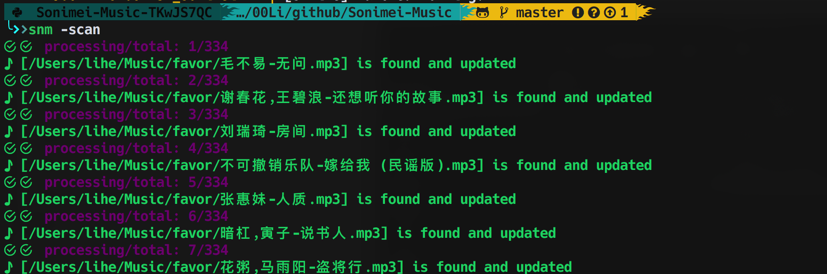 Sonimei-Music-TKwJS7QC …/00Li/github/Sonimei-Music master 1
snm -scan
processing/total: 1/334
[/Users/lihe/Music/favor/毛不易-无问.mp3] is found and updated
processing/total: 2/334
[/Users/lihe/Music/favor/谢春花,王碧浪-还想听你的故事.mp3] is found and updated
processing/total: 3/334
[/Users/lihe/Music/favor/刘瑞琦-房间.mp3] is found and updated
processing/total: 4/334
[/Users/lihe/Music/favor/不可撤销乐队-嫁给我 (民谣版).mp3] is found and updated
processing/total: 5/334
[/Users/lihe/Music/favor/张惠妹-人质.mp3] is found and updated
processing/total: 6/334
[/Users/lihe/Music/favor/暗杠,寅子-说书人.mp3] is found and updated
processing/total: 7/334
[/Users/lihe/Music/favor/花粥,马雨阳-盗将行.mp3] is found and updated